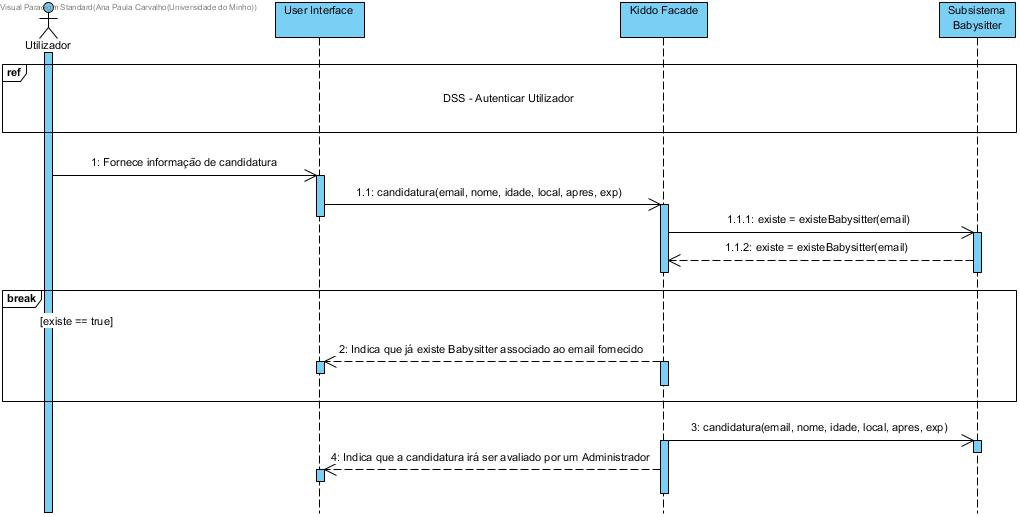 Visual Paradigm Standard(Ana Paula Carvalho(Universidade do Minho))
User Interface
Kiddo Facade
Subsistema
Babysitter
Utilizador
ref
DSS - Autenticar Utilizador
1: Fornece informação de candidatura
1.1: candidatura(email, nome, idade, local, apres, exp)
1.1.1: existe = existeBabysitter(email)
1.1.2: existe = existeBabysitter(email)
break
[existe == true]
2: Indica que já existe Babysitter associado ao email fornecido
3: candidatura(email, nome, idade, local, apres, exp)
4: Indica que a candidatura irá ser avaliado por um Administrador